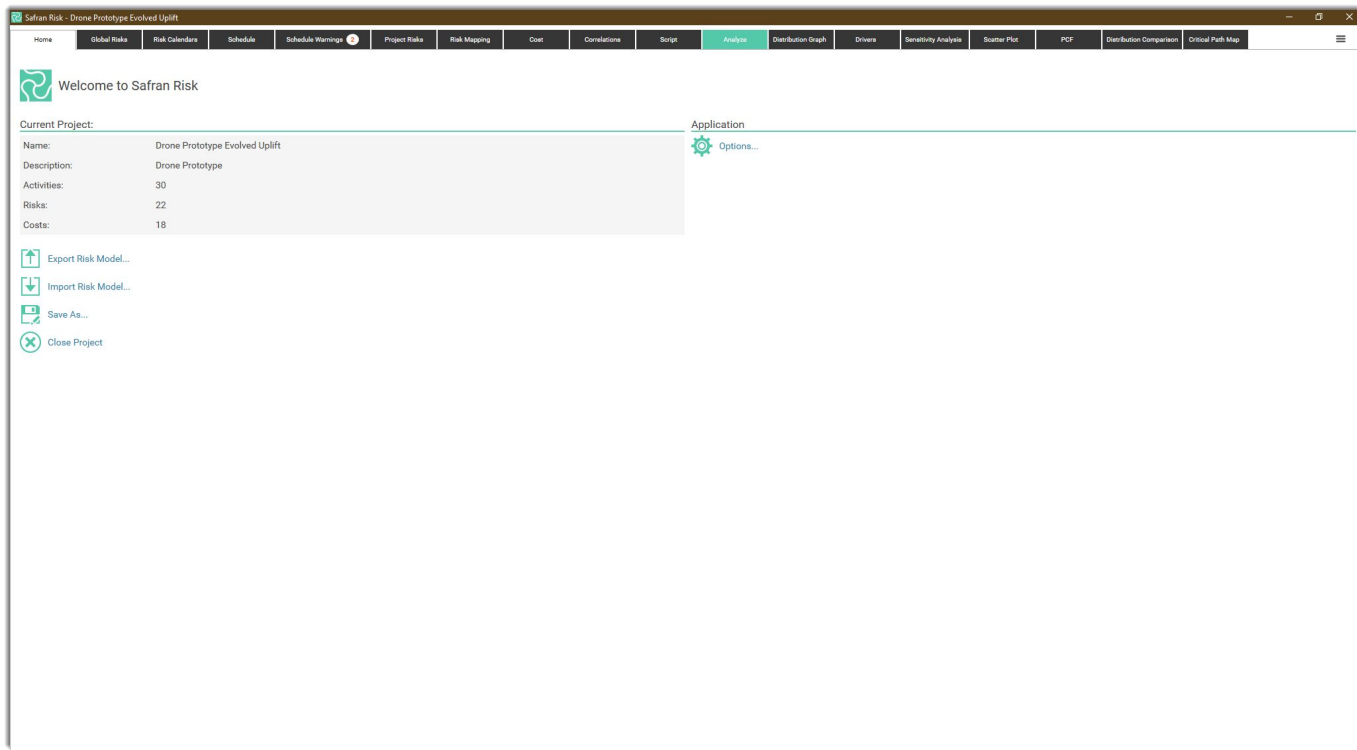 Safran Risk - Drone Prototype Evolved Uplift
Home Global Risks Risk Calendars Schedule Schedule Warnings 2 Project Risks Risk Mapping Cost Correlations Script Analyze Distribution Graph Drivers Sensitivity Analysis Scatter Plot PCF Distribution Comparison Critical Path Map
Welcome to Safran Risk
Current Project:
Name: Drone Prototype Evolved Uplift
Description: Drone Prototype
Activities: 30
Risks: 22
Costs: 18
Export Risk Model...
Import Risk Model...
Save As...
Close Project
Application
Options...